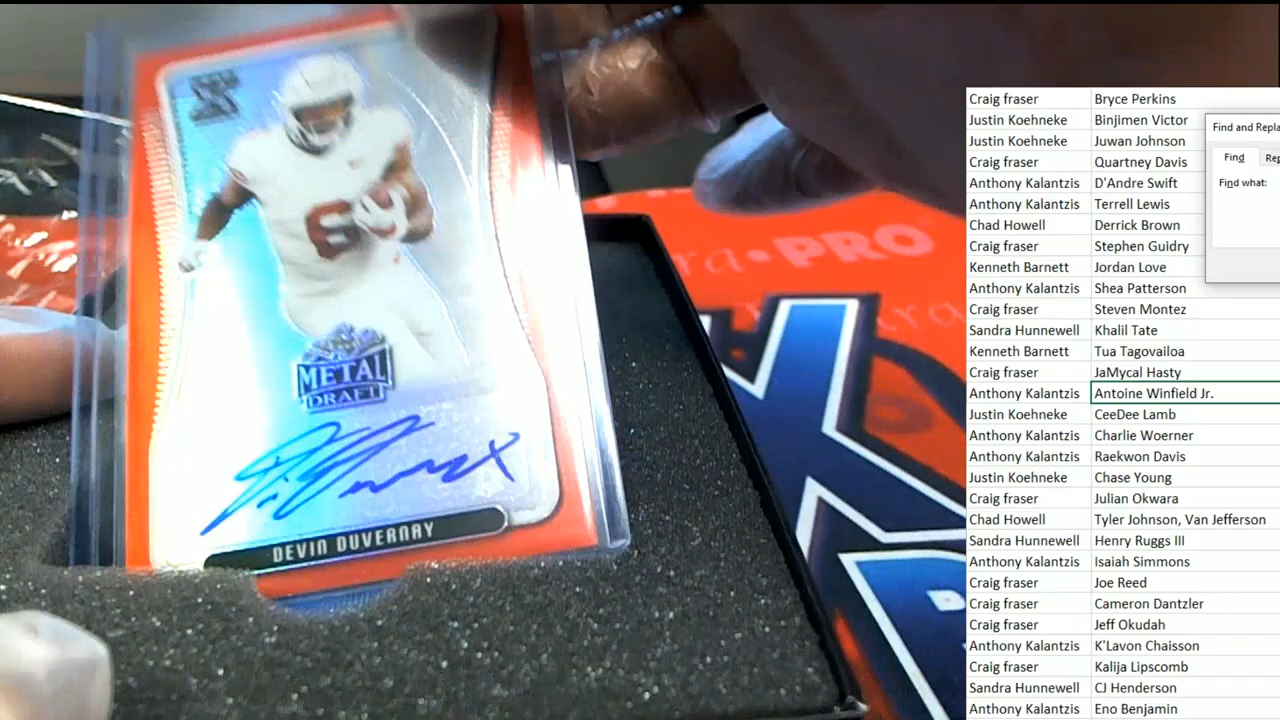 6
METAL
DRAFT
DEVIN DUVERNAY
ra•PRO
Craig fraser Bryce Perkins
Justin Koehneke Binjimen Victor
Justin Koehneke Juwan Johnson
Craig fraser Quartney Davis
Anthony Kalantzis D'Andre Swift
Anthony Kalantzis Terrell Lewis
Chad Howell Derrick Brown
Craig fraser Stephen Guidry
Kenneth Barnett Jordan Love
Anthony Kalantzis Shea Patterson
Craig fraser Steven Montez
Sandra Hunnewell Khalil Tate
Kenneth Barnett Tua Tagovailoa
Craig fraser JaMycal Hasty
Anthony Kalantzis Antoine Winfield Jr.
Justin Koehneke CeeDee Lamb
Anthony Kalantzis Charlie Woerner
Anthony Kalantzis Raekwon Davis
Justin Koehneke Chase Young
Craig fraser Julian Okwara
Chad Howell Tyler Johnson, Van Jefferson
Sandra Hunnewell Henry Ruggs III
Anthony Kalantzis Isaiah Simmons
Craig fraser Joe Reed
Craig fraser Cameron Dantzler
Craig fraser Jeff Okudah
Anthony Kalantzis K'Lavon Chaisson
Craig fraser Kalija Lipscomb
Sandra Hunnewell CJ Henderson
Anthony Kalantzis Eno Benjamin
Find and Repla
Find Rep
Find what: